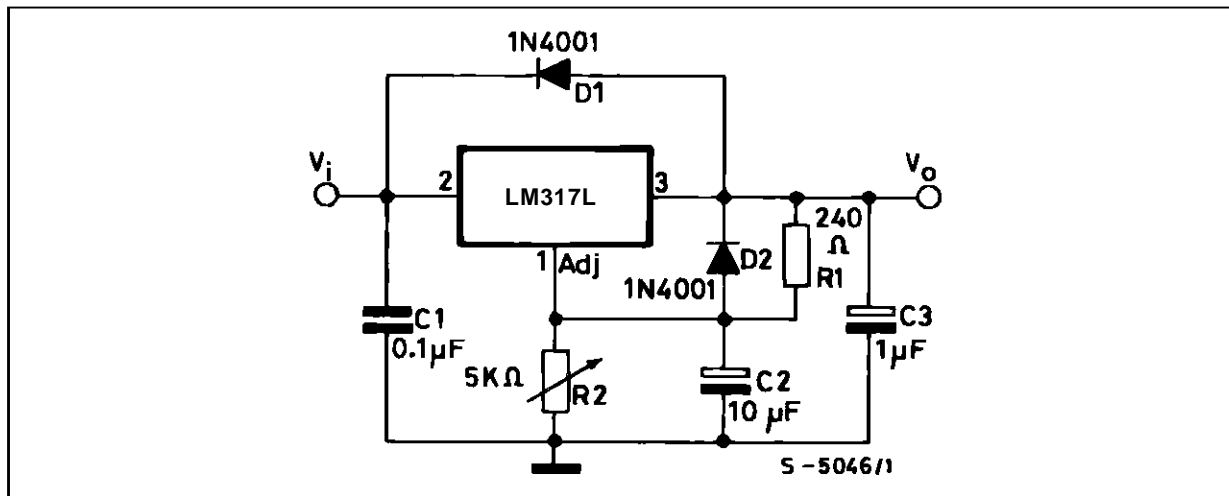 1N4001
D1
Vi
2
LM317L
3
Vo
1 Adj
D2
1N4001
240
Ω
R1
C1
0.1µF
5KΩ
R2
C2
10 µF
C3
1µF
S-5046/1